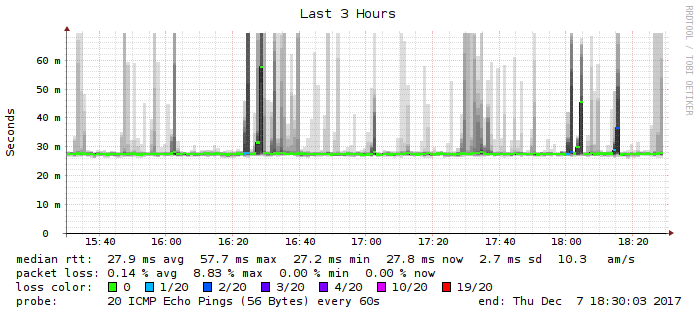 Last 3 Hours
RRDTOOL / TOBI OETIKER
Seconds
60 m
50 m
40 m
30 m
20 m
10 m
0
15:40 16:00 16:20 16:40 17:00 17:20 17:40 18:00 18:20
median rtt: 27.9 ms avg 57.7 ms max 27.2 ms min 27.8 ms now 2.7 ms sd 10.3 am/s
packet loss: 0.14 % avg 8.83 % max 0.00 % min 0.00 % now
loss color: 0 1/20 2/20 3/20 4/20 10/20 19/20
probe: 20 ICMP Echo Pings (56 Bytes) every 60s end: Thu Dec 7 18:30:03 2017